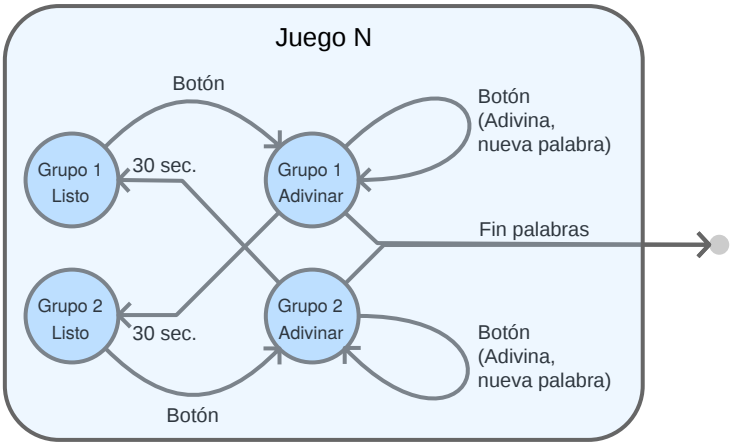 Juego N
Botón
Botón
(Adivina,
nueva palabra)
Grupo 1
Listo
30 sec.
Grupo 1
Adivinar
Fin palabras
Grupo 2
Listo
30 sec.
Grupo 2
Adivinar
Botón
(Adivina,
nueva palabra)
Botón